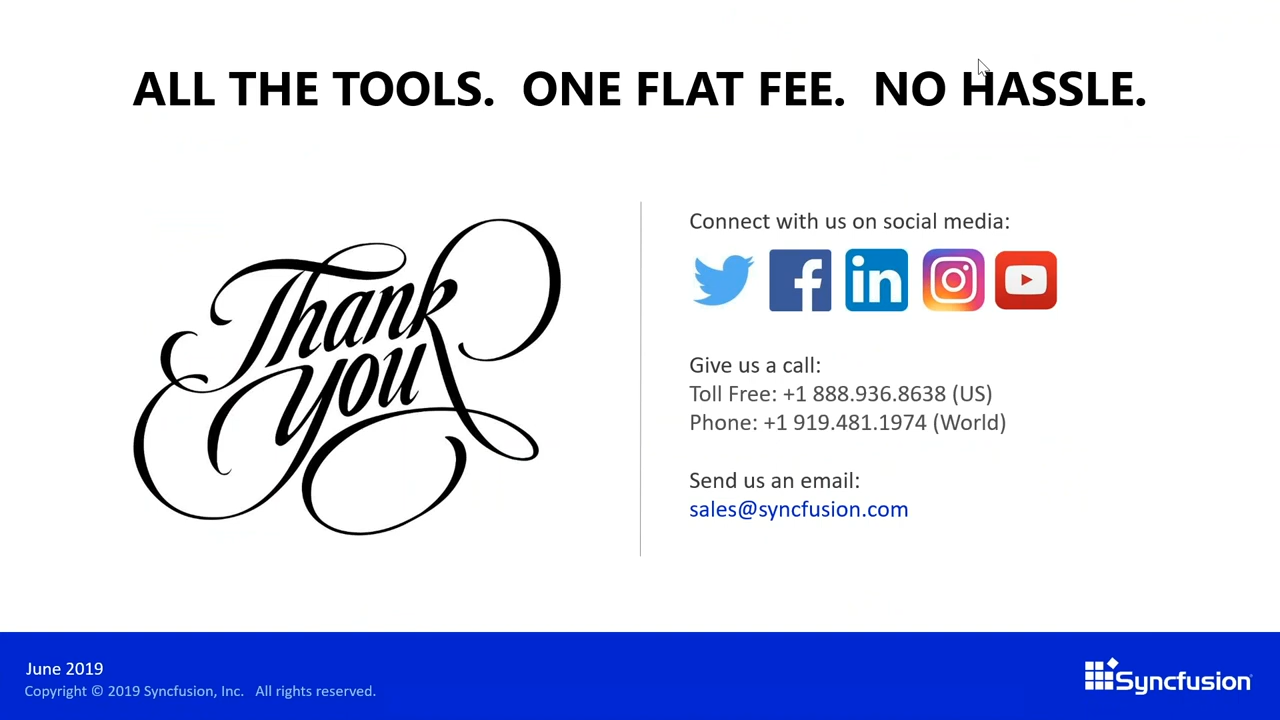 ALL THE TOOLS. ONE FLAT FEE. NO HASSLE.
Thank
you
Connect with us on social media:
in
Give us a call:
Toll Free: +1 888.936.8638 (US)
Phone: +1 919.481.1974 (World)
Send us an email:
sales@syncfusion.com
June 2019
Copyright © 2019 Syncfusion, Inc. All rights reserved.
Syncfusion